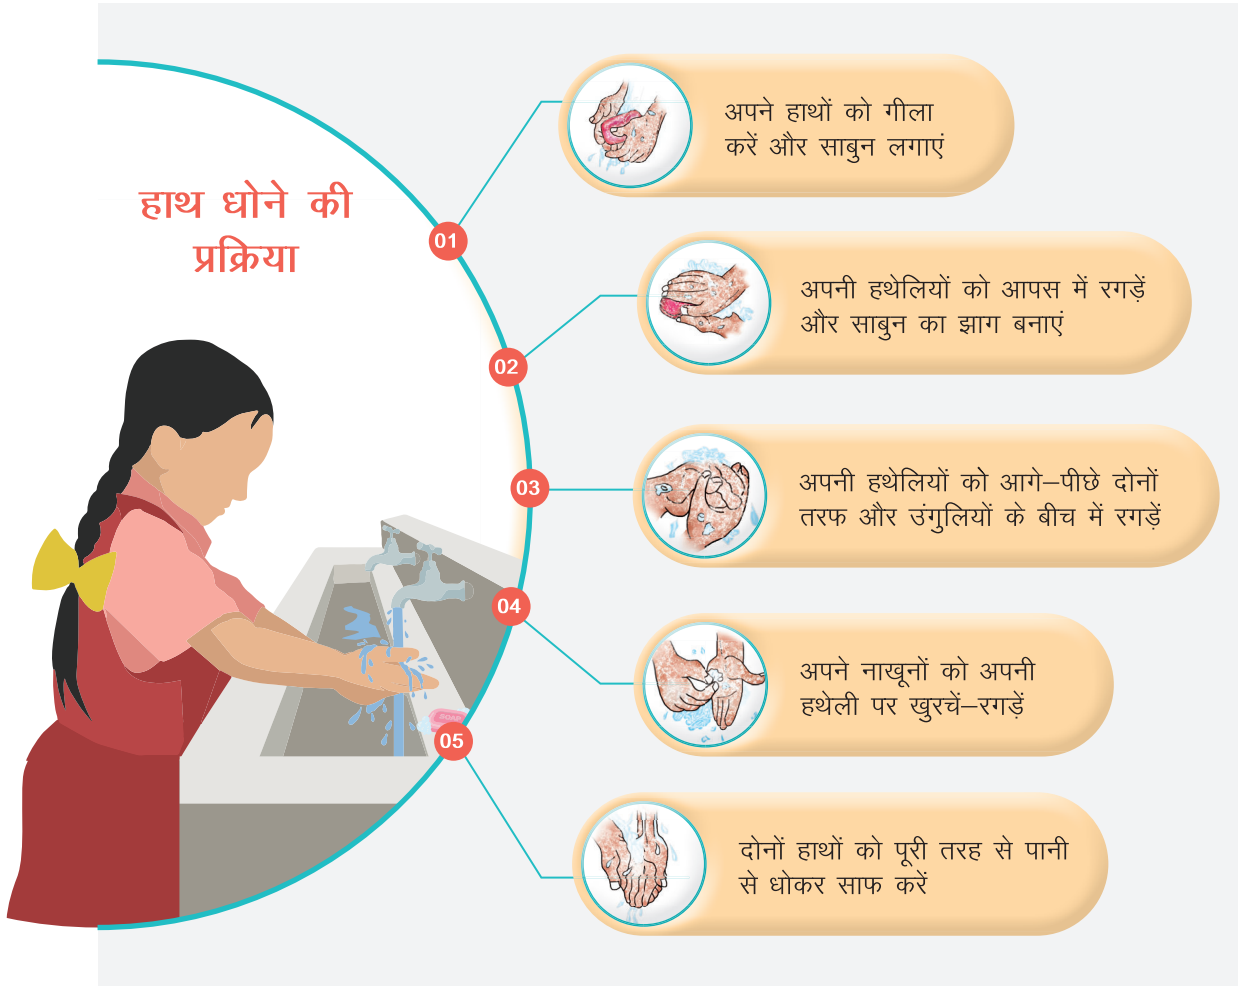 हाथ धोने की
प्रक्रिया
01
अपने हाथों को गीला
करें और साबुन लगाएं
02
अपनी हथेलियों को आपस में रगड़ें
और साबुन का झाग बनाएं
03
अपनी हथेलियों को आगे–पीछे दोनों
तरफ और उंगुलियों के बीच में रगड़ें
04
अपने नाखूनों को अपनी
हथेली पर खुरचें–रगड़ें
SOAP
05
दोनों हाथों को पूरी तरह से पानी
से धोकर साफ करें